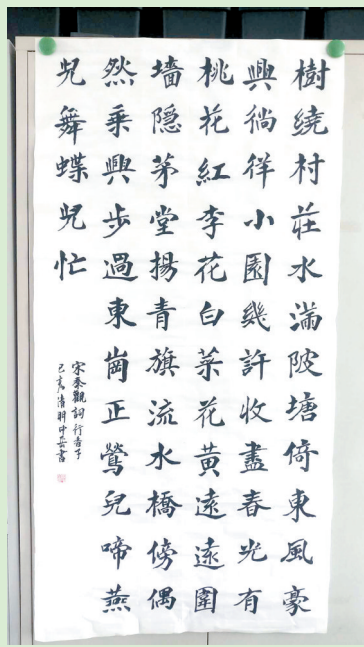 樹繞村莊水滿陂塘倚東風豪
興徜徉小園幾許收盡春光有
桃花紅李花白菜花黃遠遠圍
墻隱茅堂揚青旗流水橋傍偶
然乘興步過東崗正鶯兒啼燕
兒舞蝶兒忙
宋秦觀詞行香子
己亥清明岳書